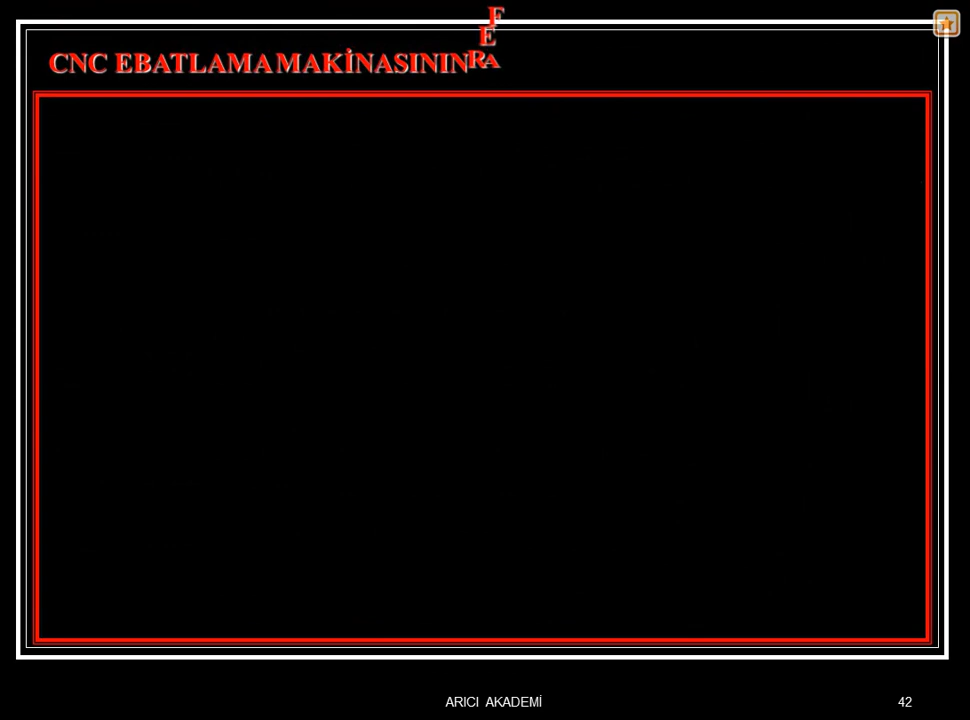 CNC EBATLAMA MAKİNASININ
F
E
RA
ARICI AKADEMİ
42